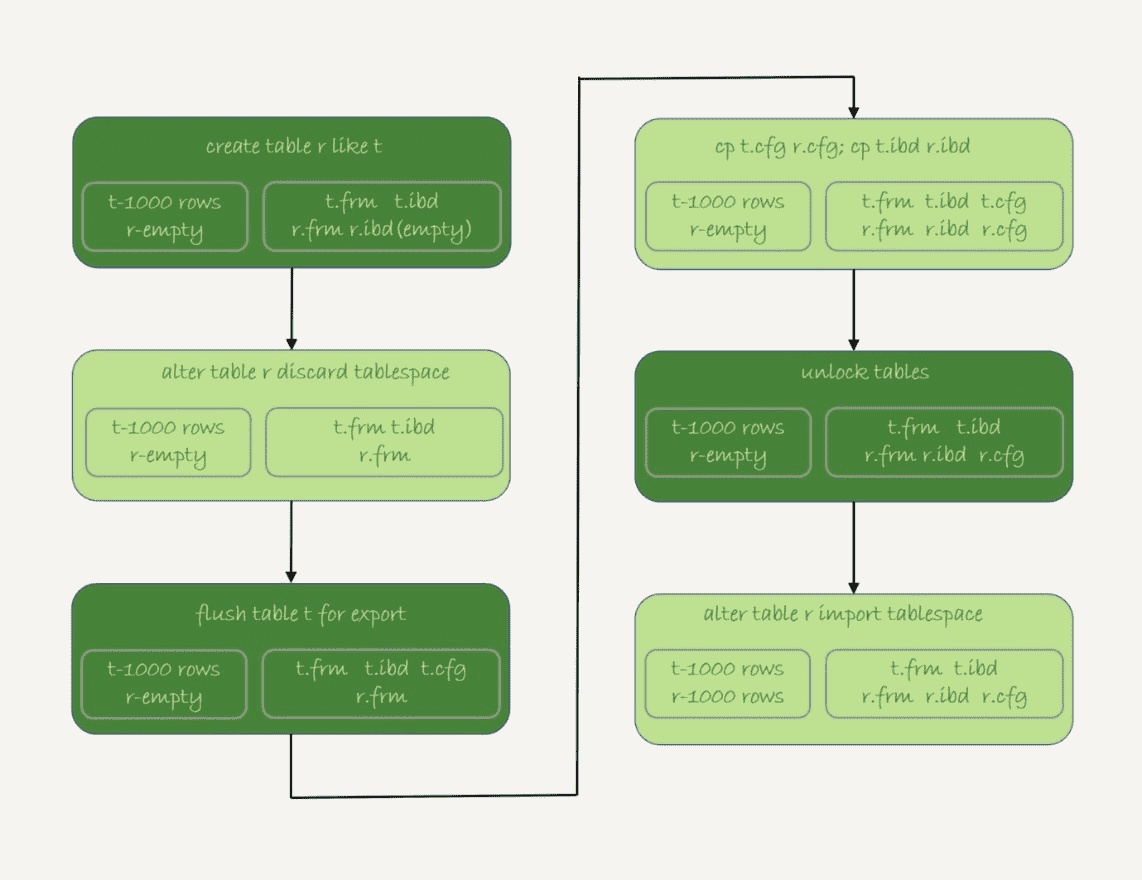 create table r like t
t-1000 rows
r-empty
t.frm t.ibd
r.frm r.ibd(empty)
alter table r discard tablespace
t-1000 rows
r-empty
t.frm t.ibd
r.frm
flush table t for export
t-1000 rows
r-empty
t.frm t.ibd t.cfg
r.frm
cp t.cfg r.cfg; cp t.ibd r.ibd
t-1000 rows
r-empty
t.frm t.ibd t.cfg
r.frm r.ibd r.cfg
unlock tables
t-1000 rows
r-empty
t.frm t.ibd
r.frm r.ibd r.cfg
alter table r import tablespace
t-1000 rows
r-1000 rows
t.frm t.ibd
r.frm r.ibd r.cfg